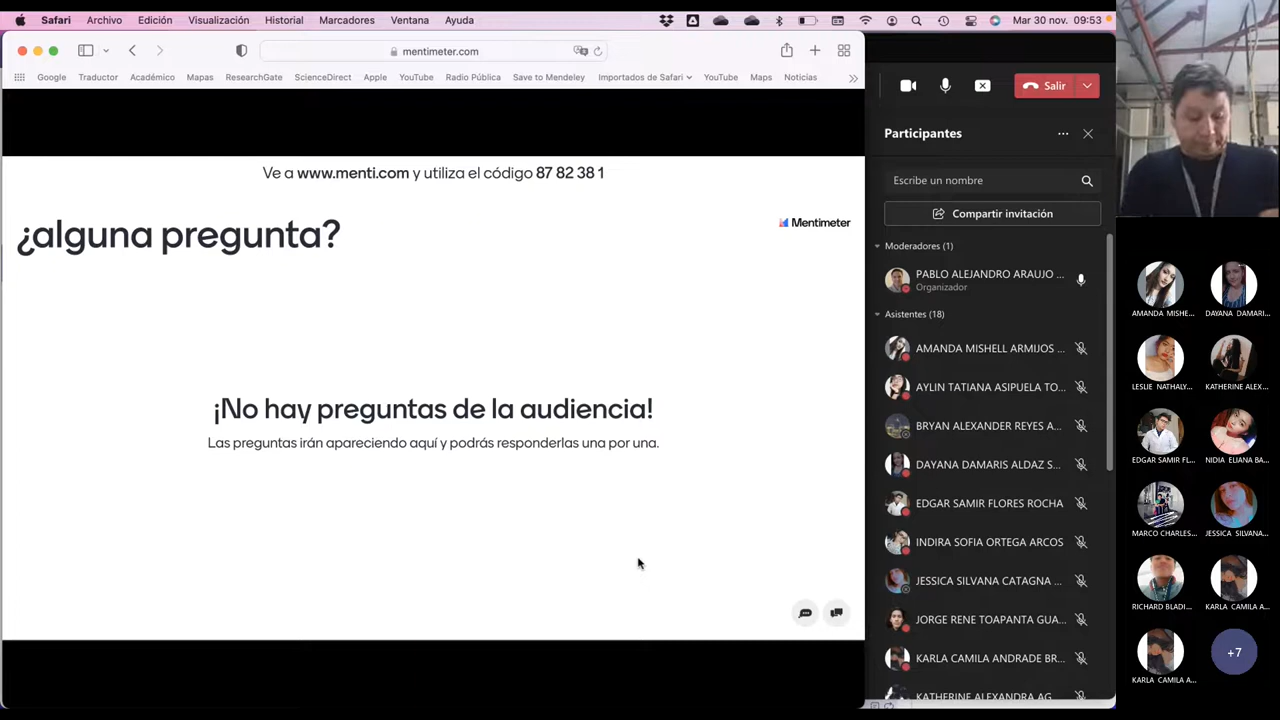 Safari Archivo Edición Visualización Historial Marcadores Ventana Ayuda Mar 30 nov. 09:53
mentimeter.com
Google Traductor Académico Mapas ResearchGate ScienceDirect Apple YouTube Radio Pública Save to Mendeley Importados de Safari YouTube Maps Noticias
Ve a www.menti.com y utiliza el código 87 82 38 1
¿alguna pregunta?
Mentimeter
¡No hay preguntas de la audiencia!
Las preguntas irán apareciendo aquí y podrás responderlas una por una.
Salir
Participantes
Escribe un nombre
Compartir invitación
Moderadores (1)
PABLO ALEJANDRO ARAUJO ...
Organizador
Asistentes (18)
AMANDA MISHELL ARMIJOS ...
AYLIN TATIANA ASIPUELA TO...
BRYAN ALEXANDER REYES A...
DAYANA DAMARIS ALDAZ S...
EDGAR SAMIR FLORES ROCHA
INDIRA SOFIA ORTEGA ARCOS
JESSICA SILVANA CATAGNA ...
JORGE RENE TOAPANTA GUA...
KARLA CAMILA ANDRADE BR...
KATHERINE ALEXANDRA AG...
AMANDA MISHE... DAYANA DAMARI...
LESLIE NATHALY... KATHERINE ALEX...
EDGAR SAMIR FL... NIDIA ELIANA BA...
MARCO CHARLES... JESSICA SILVANA...
RICHARD BLADI... KARLA CAMILA A...
KARLA CAMILA A... +7